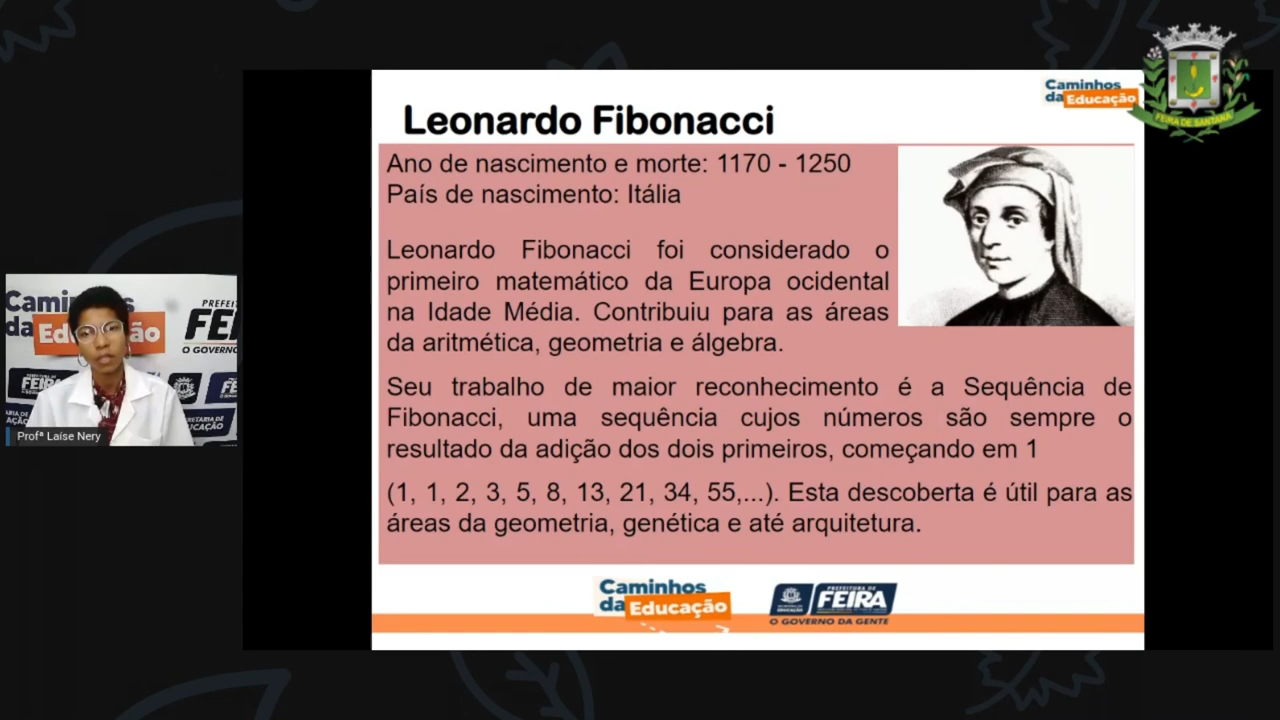 Caminhos
da Educação
FEIRA DE SANTANA
Leonardo Fibonacci
Ano de nascimento e morte: 1170 - 1250
País de nascimento: Itália
Leonardo Fibonacci foi considerado o
primeiro matemático da Europa ocidental
na Idade Média. Contribuiu para as áreas
da aritmética, geometria e álgebra.
Seu trabalho de maior reconhecimento é a Sequência de
Fibonacci, uma sequência cujos números são sempre o
resultado da adição dos dois primeiros, começando em 1
(1, 1, 2, 3, 5, 8, 13, 21, 34, 55,...). Esta descoberta é útil para as
áreas da geometria, genética e até arquitetura.
Profª Laise Nery
O GOVERNO
FEIRA
Caminhos
da Educação
PREFEITURA DE
FEIRA
O GOVERNO DA GENTE